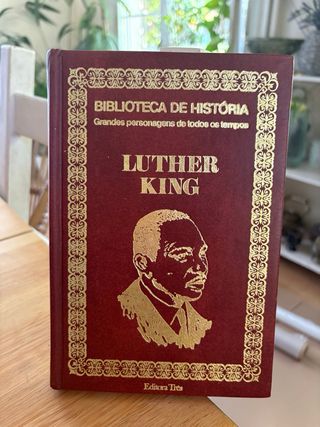 BIBLIOTECA DE HISTÓRIA
Grandes personagens de todos os tempos
LUTHER
KING
Editora Três